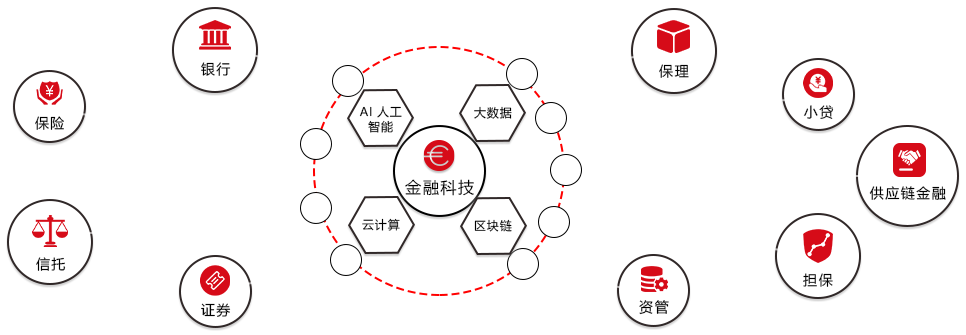 银行
保险
信托
证券
AI 人工
智能
大数据
金融科技
云计算
区块链
保理
小贷
供应链金融
担保
资管